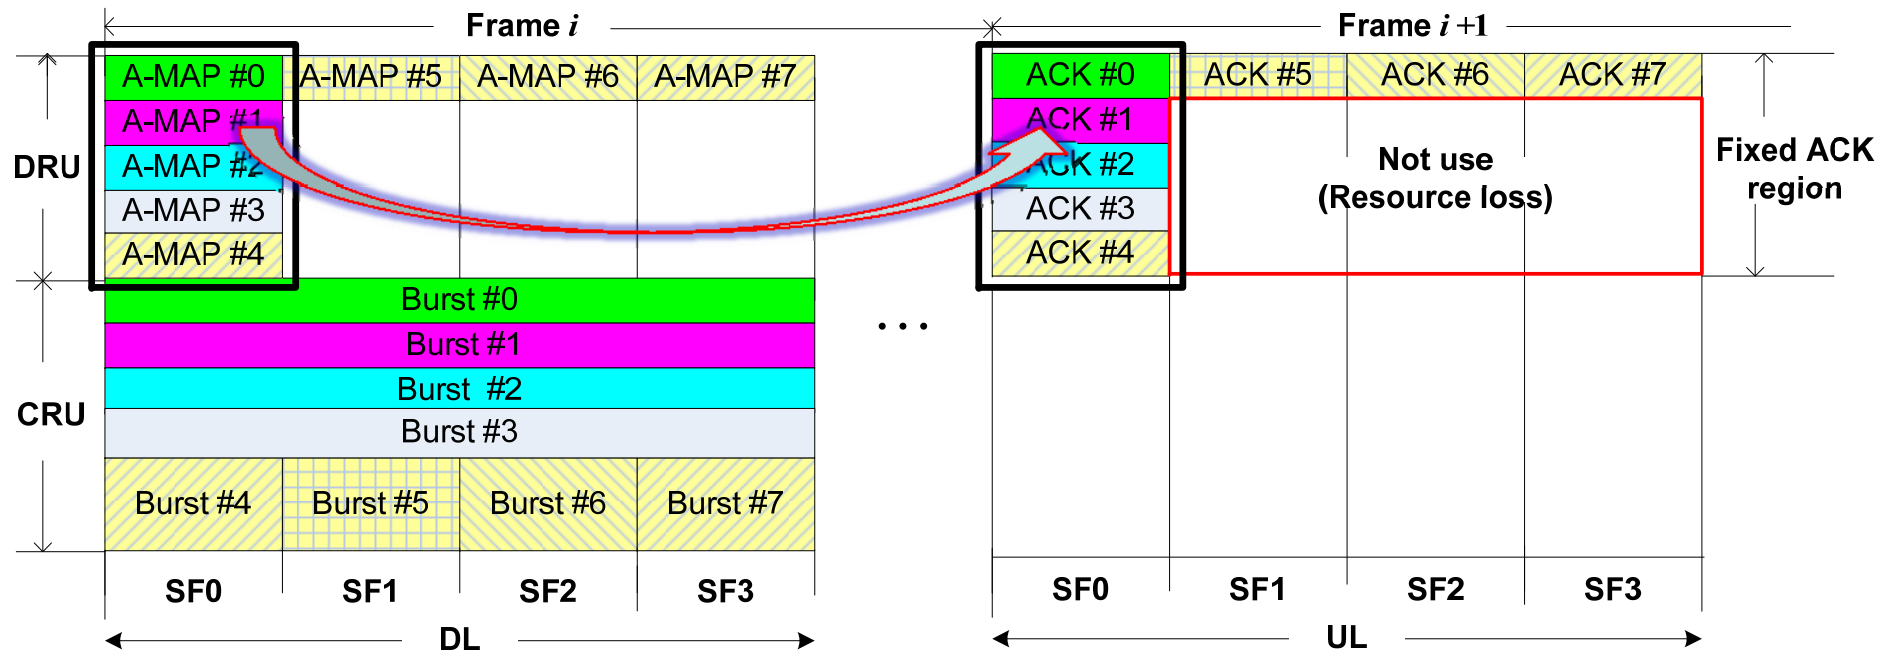 Frame i
Frame i+1
A-MAP #0
A-MAP #5
A-MAP #6
A-MAP #7
ACK #0
ACK #5
ACK #6
ACK #7
A-MAP #1
ACK #1
DRU
A-MAP #2
ACK #2
Not use
(Resource loss)
Fixed ACK
region
A-MAP #3
ACK #3
A-MAP #4
ACK #4
Burst #0
...
Burst #1
Burst #2
CRU
Burst #3
Burst #4
Burst #5
Burst #6
Burst #7
SF0
SF1
SF2
SF3
SF0
SF1
SF2
SF3
DL
UL